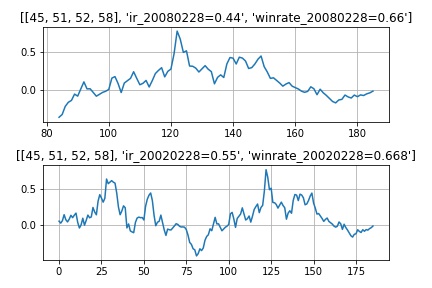 [[45, 51, 52, 58], 'ir_20080228=0.44', 'winrate_20080228=0.66']
0.5
0.0
80 100 120 140 160 180
[[45, 51, 52, 58], 'ir_20020228=0.55', 'winrate_20020228=0.668']
0.5
0.0
0 25 50 75 100 125 150 175